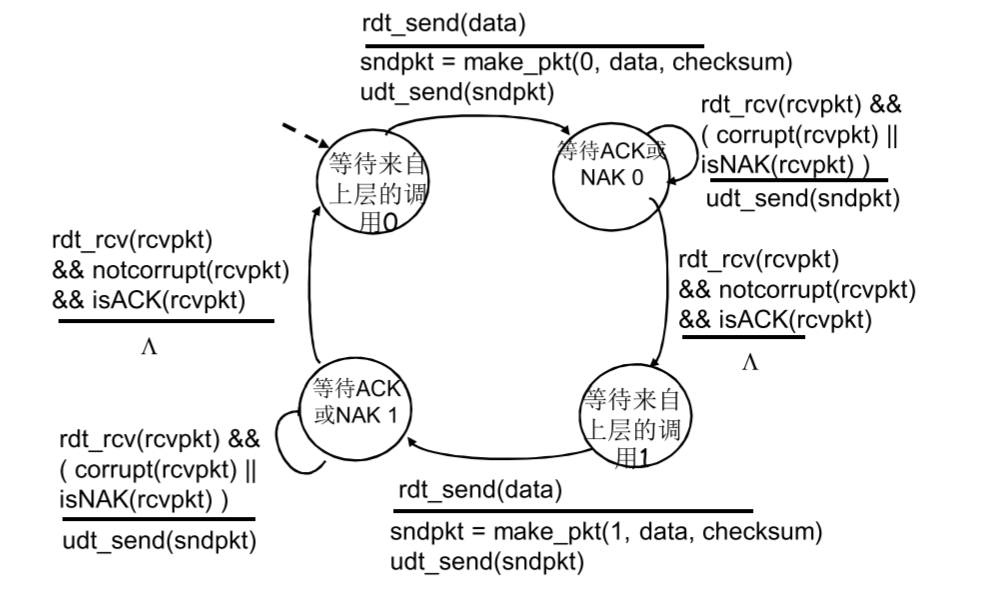 rdt_send(data)
sndpkt = make_pkt(0, data, checksum)
udt_send(sndpkt)
等待来自
上层的调
用0
等待ACK或
NAK 0
rdt_rcv(rcvpkt) &&
( corrupt(rcvpkt) ||
isNAK(rcvpkt) )
udt_send(sndpkt)
rdt_rcv(rcvpkt)
&& notcorrupt(rcvpkt)
&& isACK(rcvpkt)
Λ
rdt_rcv(rcvpkt)
&& notcorrupt(rcvpkt)
&& isACK(rcvpkt)
Λ
等待ACK
或NAK 1
等待来自
上层的调
用1
rdt_rcv(rcvpkt) &&
( corrupt(rcvpkt) ||
isNAK(rcvpkt) )
udt_send(sndpkt)
rdt_send(data)
sndpkt = make_pkt(1, data, checksum)
udt_send(sndpkt)